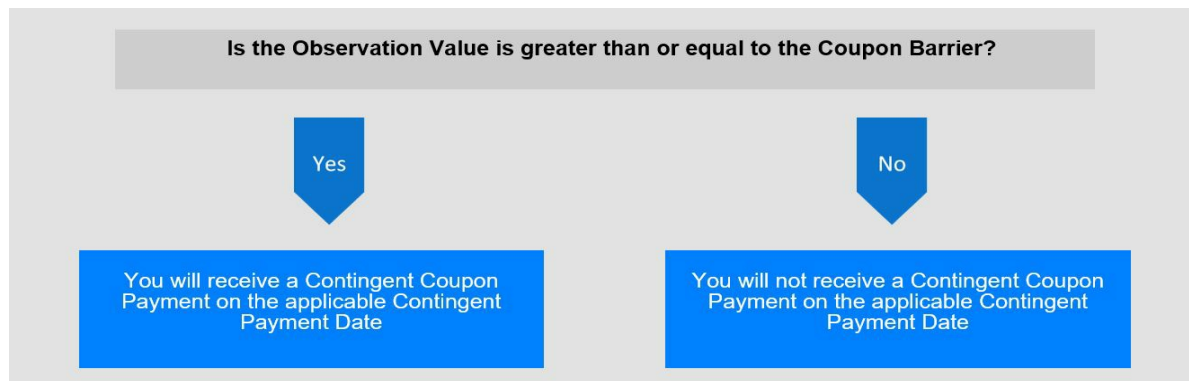 Is the Observation Value is greater than or equal to the Coupon Barrier?
Yes
No
You will receive a Contingent Coupon
Payment on the applicable Contingent
Payment Date
You will not receive a Contingent Coupon
Payment on the applicable Contingent
Payment Date